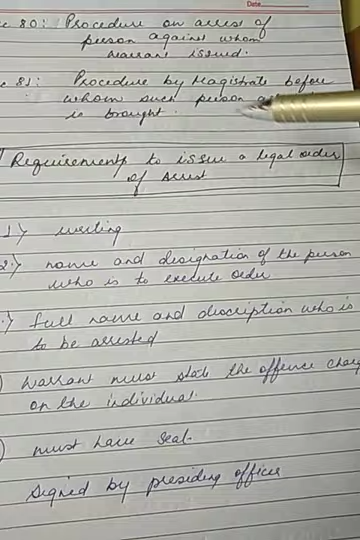 Date
c 80: Procedure on arrest of
person against whom
warrant issued.
c 81: Procedure by Magistrate before
whom such person
is brought.
Requirements to issue a legal order
of arrest
1) writing
2) name and designation of the person
who is to execute order
full name and description who is
to be arrested
warrant must state the offence charg
on the individual.
must have seal.
signed by presiding officer